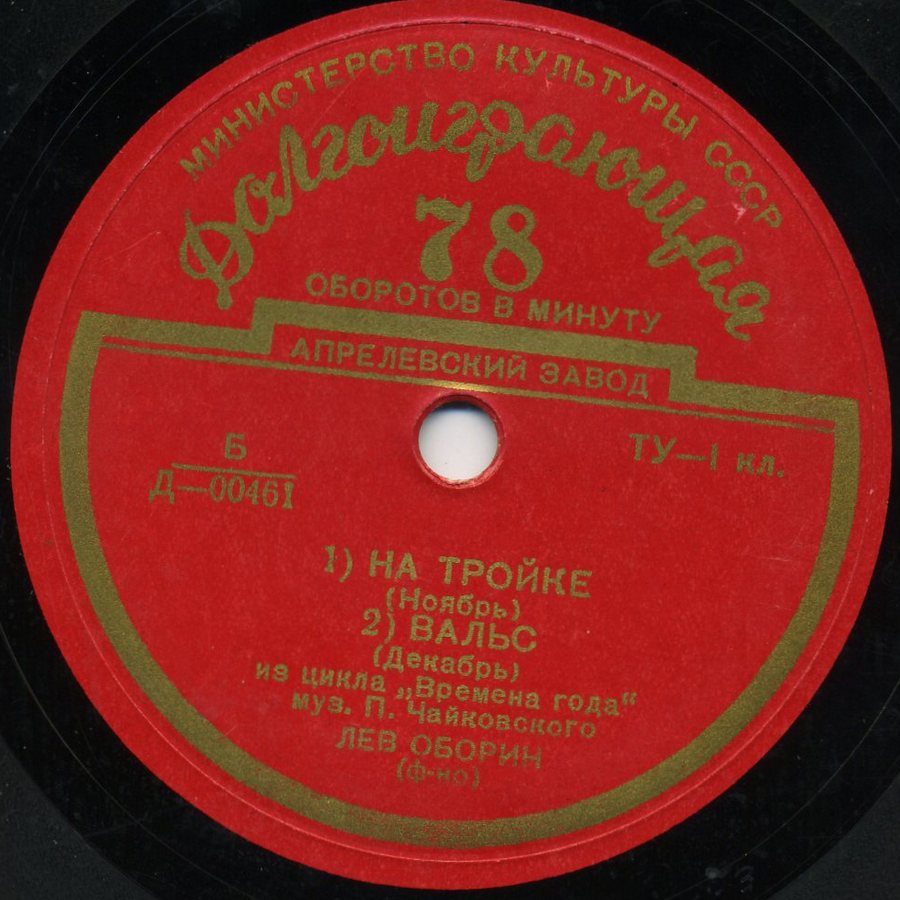 МИНИСТЕРСТВО КУЛЬТУРЫ СССР
Долгоиграющая
78
ОБОРОТОВ В МИНУТУ
АПРЕЛЕВСКИЙ ЗАВОД
Б
Д—00461
ТУ—1 кл.
1) НА ТРОЙКЕ
(Ноябрь)
2) ВАЛЬС
(Декабрь)
из цикла „Времена года“
муз. П. Чайковского
ЛЕВ ОБОРИН
(ф-но)